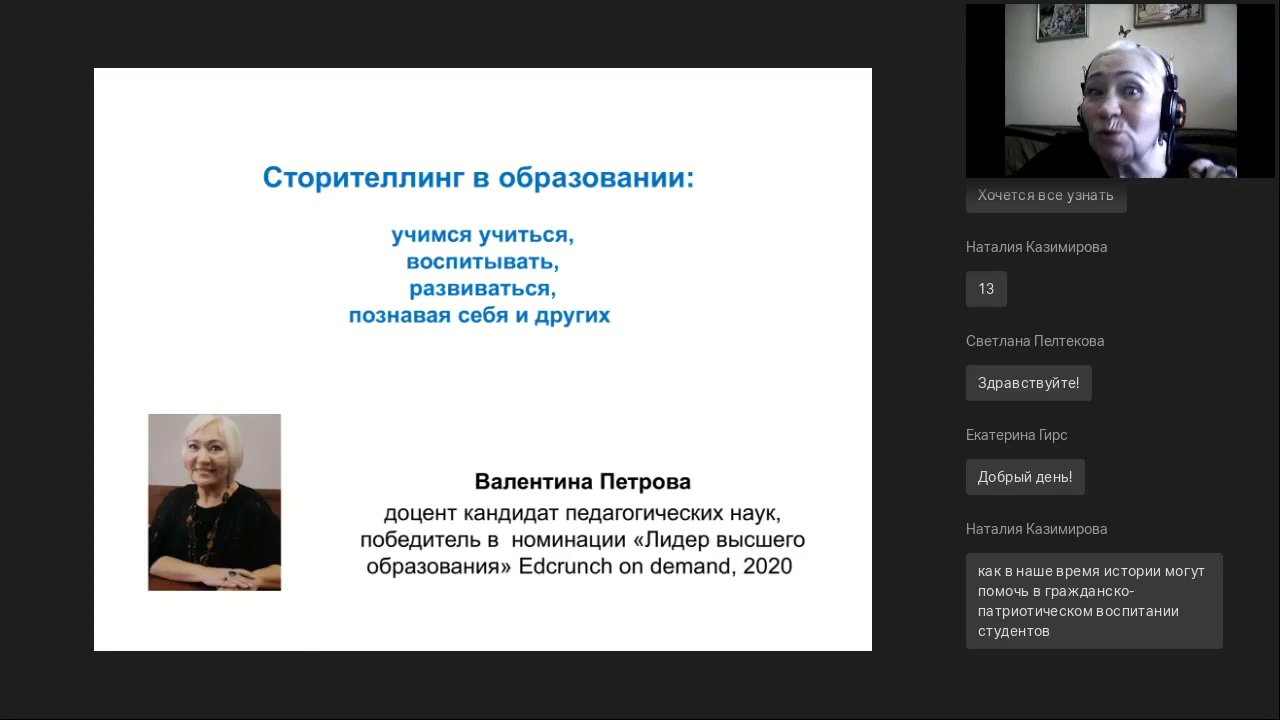 Сторителлинг в образовании:
учимся учиться,
воспитывать,
развиваться,
познавая себя и других
Валентина Петрова
доцент кандидат педагогических наук,
победитель в номинации «Лидер высшего
образования» Edcrunch on demand, 2020
Хочется все узнать
Наталия Казимирова
13
Светлана Пелтекова
Здравствуйте!
Екатерина Гирс
Добрый день!
Наталия Казимирова
как в наше время истории могут
помочь в гражданско-
патриотическом воспитании
студентов